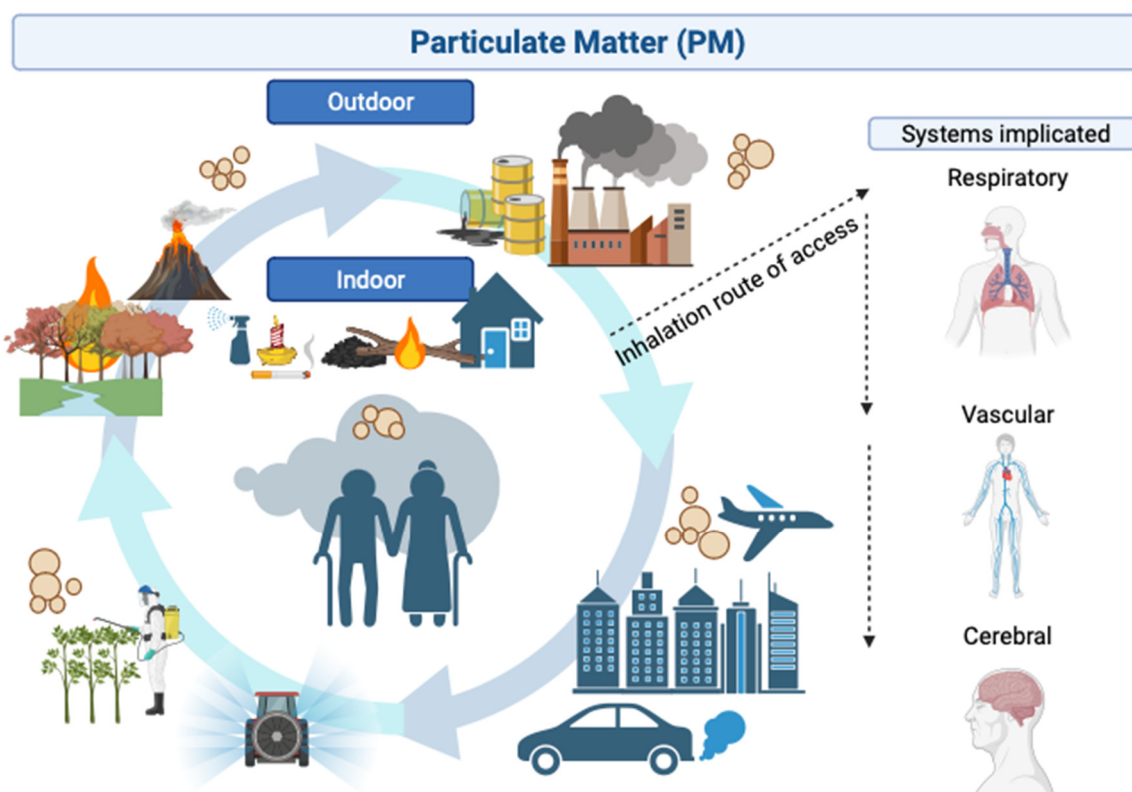 Particulate Matter (PM)
Outdoor
Systems implicated
Respiratory
Indoor
Inhalation route of access
Vascular
Cerebral